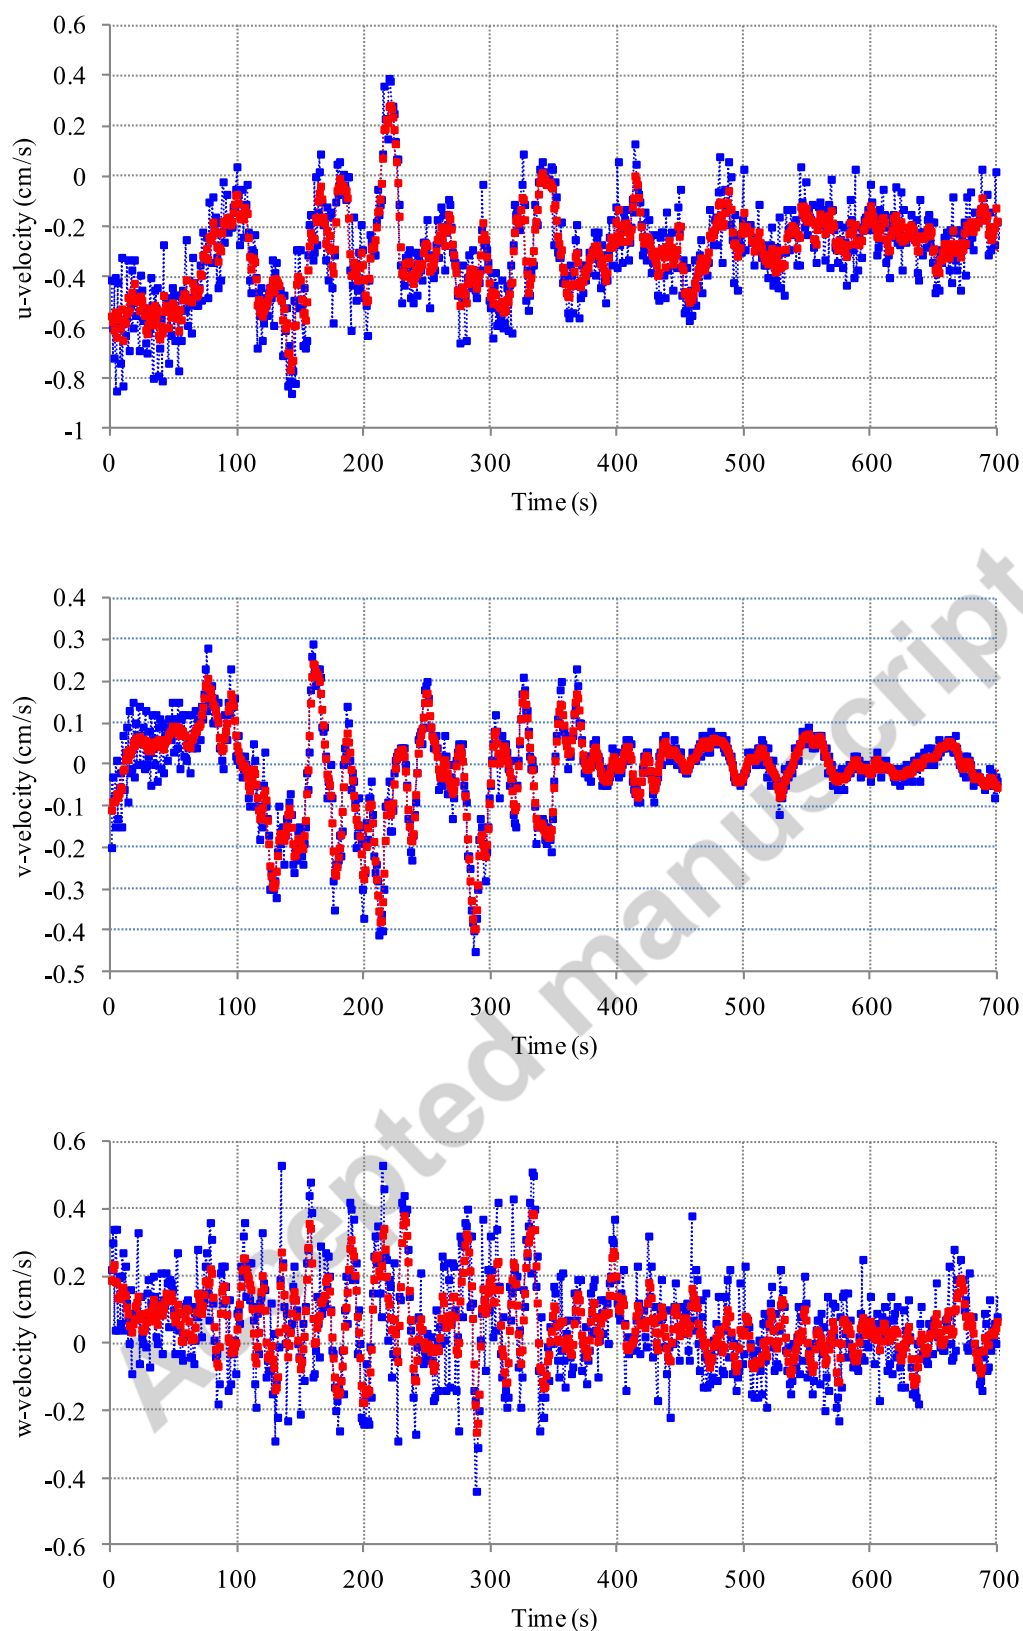 0.6
0.4
0.2
0
-0.2
-0.4
-0.6
-0.8
-1
u-velocity (cm/s)
0 100 200 300 400 500 600 700
Time (s)
0.4
0.3
0.2
0.1
0
-0.1
-0.2
-0.3
-0.4
-0.5
v-velocity (cm/s)
0 100 200 300 400 500 600 700
Time (s)
0.6
0.4
0.2
0
-0.2
-0.4
-0.6
w-velocity (cm/s)
0 100 200 300 400 500 600 700
Time (s)
Accepted manuscript